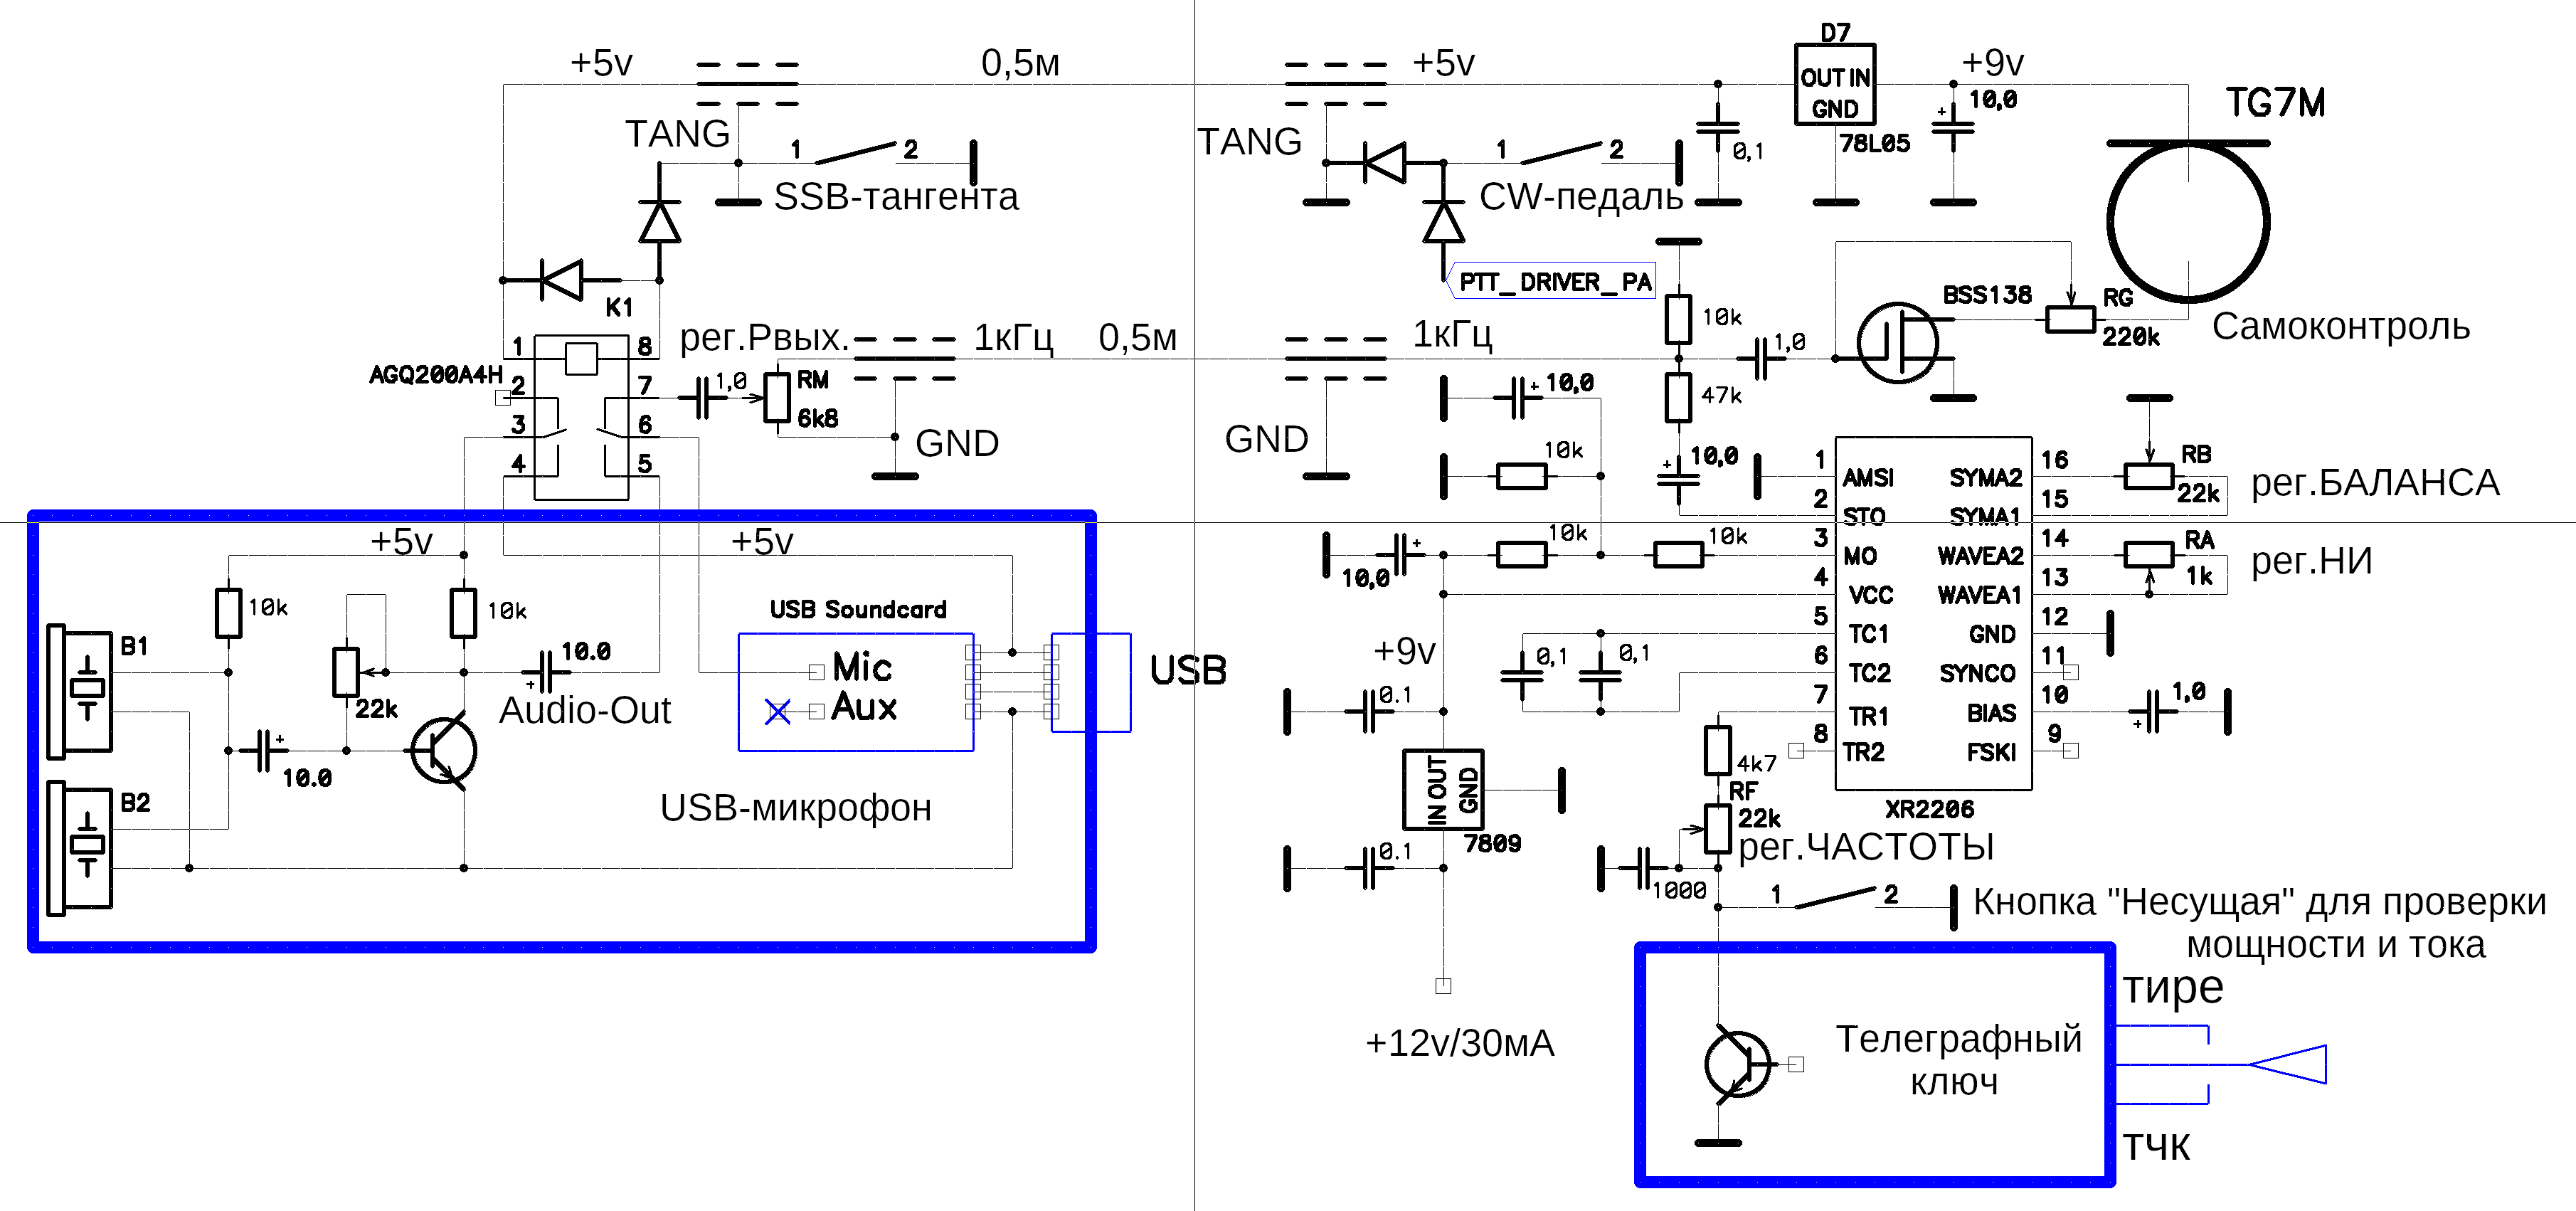 D7
+5v
0,5м
+5v
OUT IN
GND
+9v
10,0
TG7M
TANG
1
2
TANG
1
2
0,1
78L05
SSB-тангента
CW-педаль
PTT_DRIVER_PA
K1
10k
BSS138
RG
220k
Самоконтроль
1
8
рег.Рвых.
1кГц
0,5м
1кГц
1,0
AGQ200A4H
2
7
1,0
RM
6k8
10,0
47k
3
6
GND
GND
4
5
10k
10,0
1
AMSI
SYMA2
16
RB
22k
рег.БАЛАНСА
2
STO
SYMA1
15
+5v
+5v
10k
10k
10,0
3
MO
WAVEA2
14
RA
1k
рег.НИ
4
VCC
WAVEA1
13
10k
10k
USB Soundcard
5
TC1
GND
12
B1
10.0
Mic
USB
+9v
0,1
0,1
6
TC2
SYNCO
11
22k
Audio-Out
Aux
0.1
7
TR1
BIAS
10
1,0
8
TR2
FSKI
9
10.0
4k7
IN OUT
GND
RF
22k
XR2206
B2
USB-микрофон
7809
рег.ЧАСТОТЫ
0.1
1000
1
2
Кнопка "Несущая" для проверки
мощности и тока
тире
+12v/30мА
Телеграфный
ключ
тчк